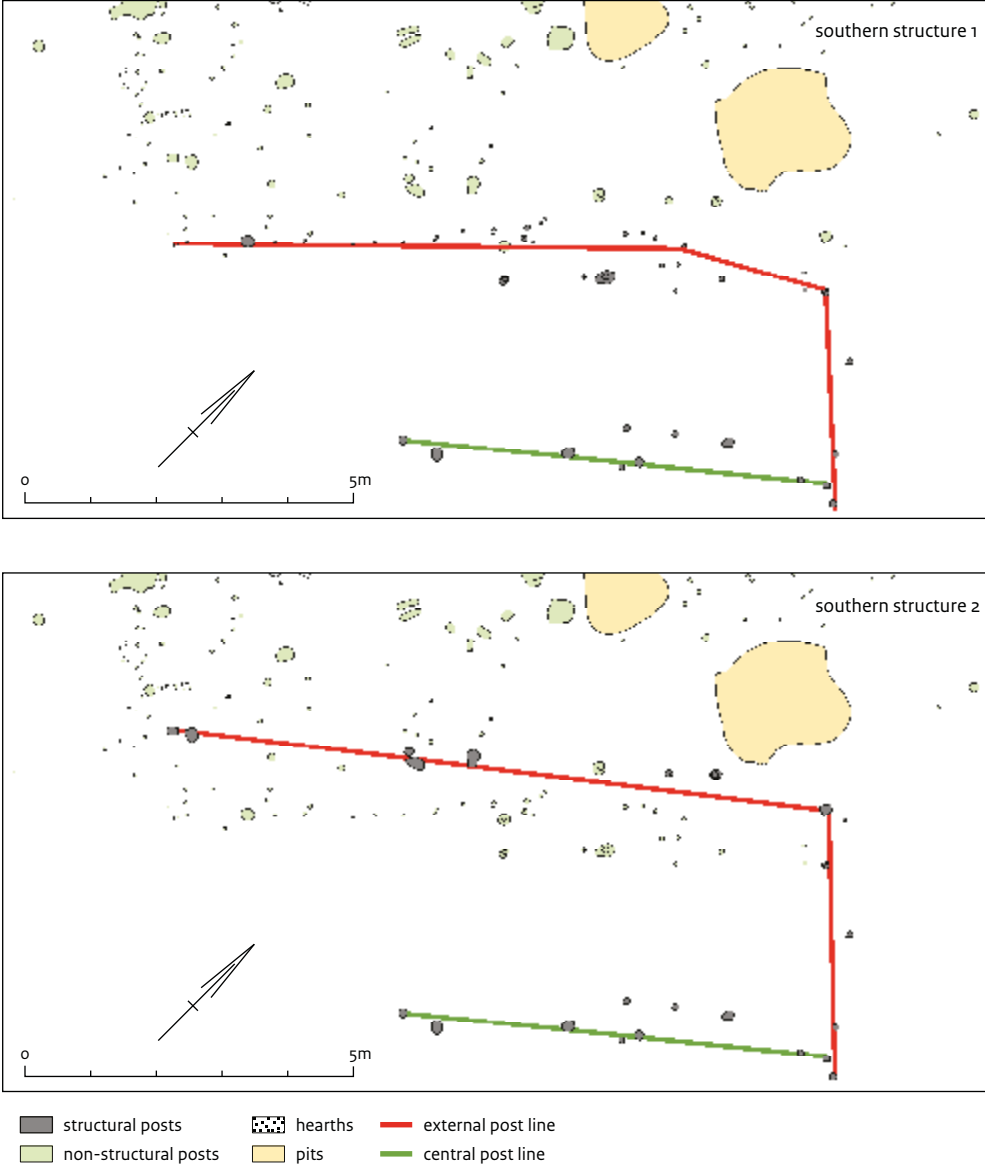 southern structure 1
0 5m
southern structure 2
0 5m
structural posts hearths external post line
non-structural posts pits central post line